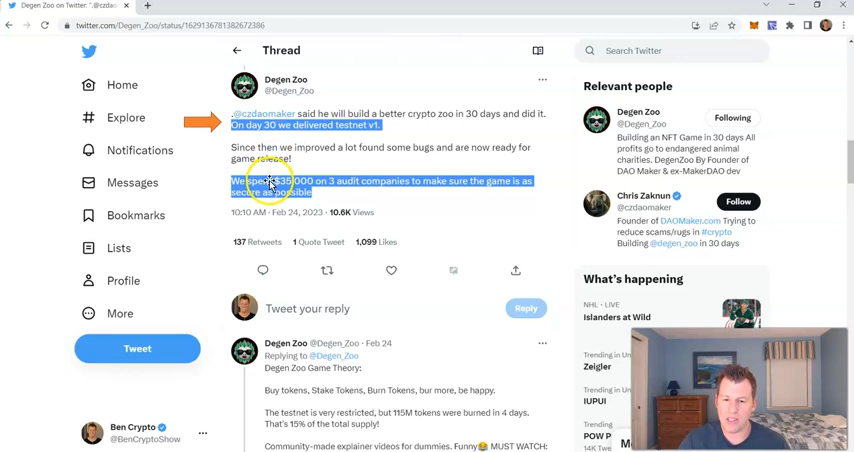 Degen Zoo on Twitter: ".@czdao
twitter.com/Degen_Zoo/status/1629136781382672386
Home
Explore
Notifications
Messages
Bookmarks
Lists
Profile
More
Tweet
Ben Crypto
@BenCryptoShow
Thread
Degen Zoo
@Degen_Zoo
.@czdaomaker said he will build a better crypto zoo in 30 days and did it.
On day 30 we delivered testnet v1.
Since then we improved a lot found some bugs and are now ready for
game release!
We spent $35,000 on 3 audit companies to make sure the game is as
secure as possible
10:10 AM · Feb 24, 2023 · 10.6K Views
137 Retweets 1 Quote Tweet 1,099 Likes
Tweet your reply
Reply
Degen Zoo @Degen_Zoo · Feb 24
Replying to @Degen_Zoo
Degen Zoo Game Theory:
Buy tokens, Stake Tokens, Burn Tokens, bur more, be happy.
The testnet is very restricted, but 115M tokens were burned in 4 days.
That's 15% of the total supply!
Community-made explainer videos for dummies. Funny😂 MUST WATCH:
Search Twitter
Relevant people
Degen Zoo
@Degen_Zoo
Following
Building an NFT Game in 30 Days All
profits go to endangered animal
charities. DegenZoo By Founder of
DAO Maker & ex-MakerDAO dev
Chris Zaknun
@czdaomaker
Follow
Founder of DAOMaker.com Trying to
reduce scams/rugs in #crypto
Building @degen_zoo in 30 days
What's happening
NHL · LIVE
Islanders at Wild
Trending in Un
Zeigler
Trending in Un
IUPUI
Trending in
POW P
14K Twee